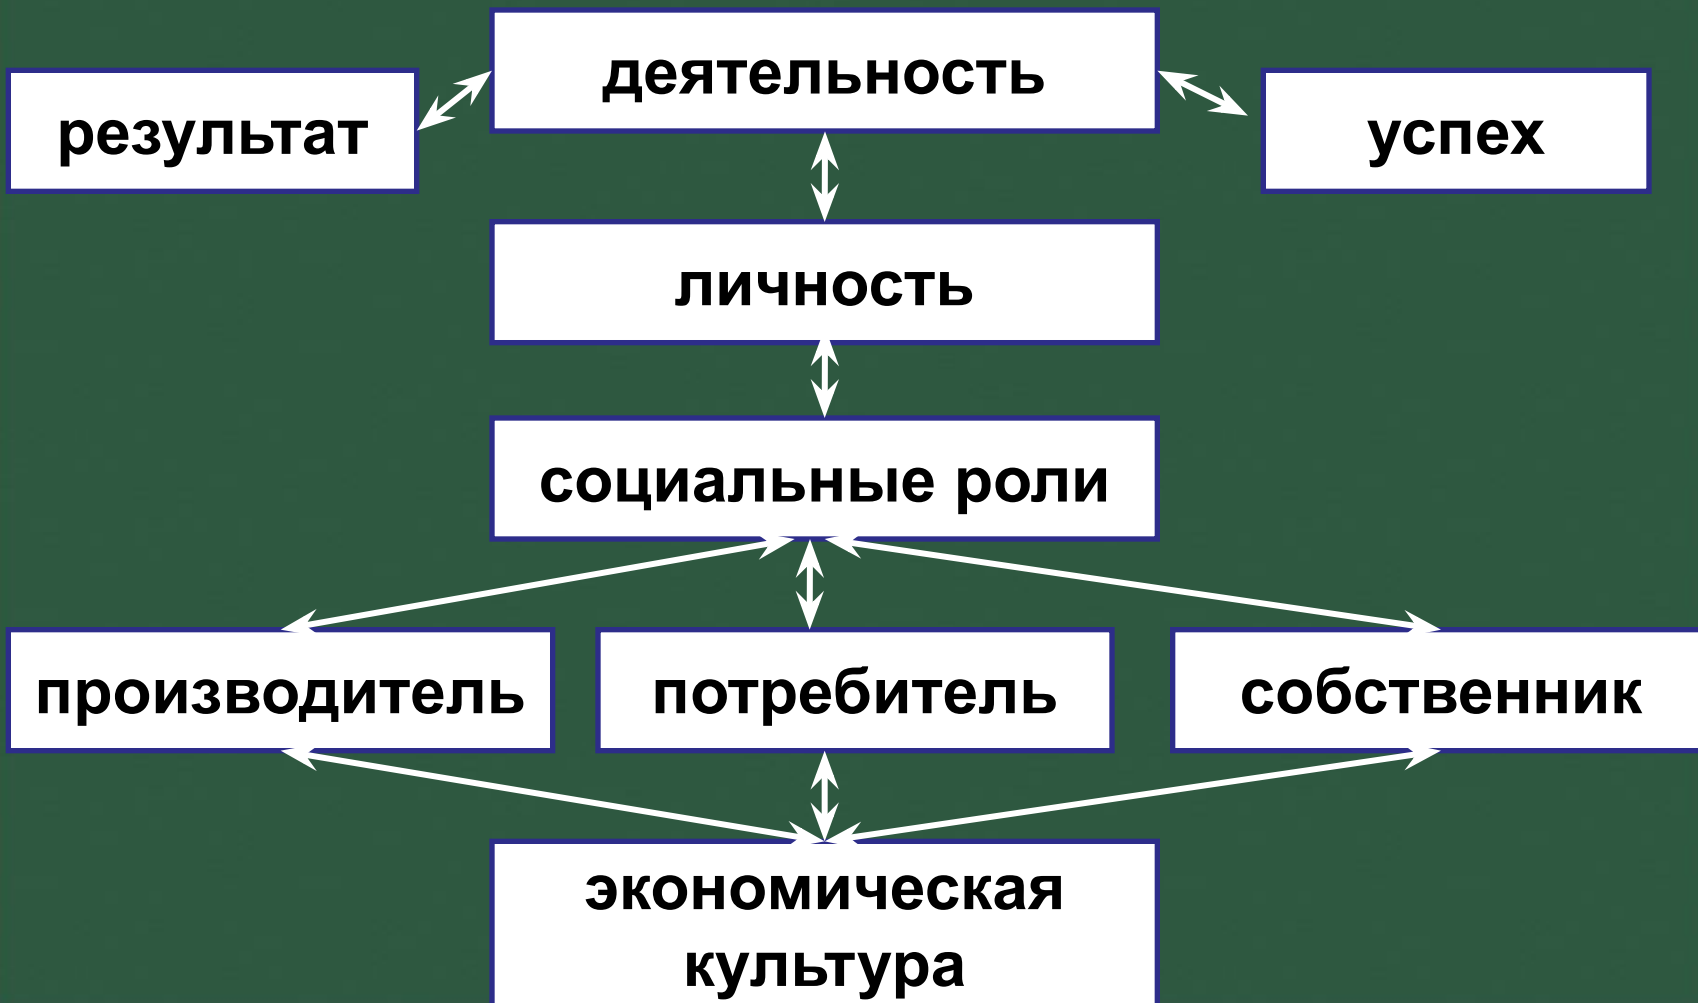 деятельность
результат
успех
личность
социальные роли
производитель
потребитель
собственник
экономическая
культура